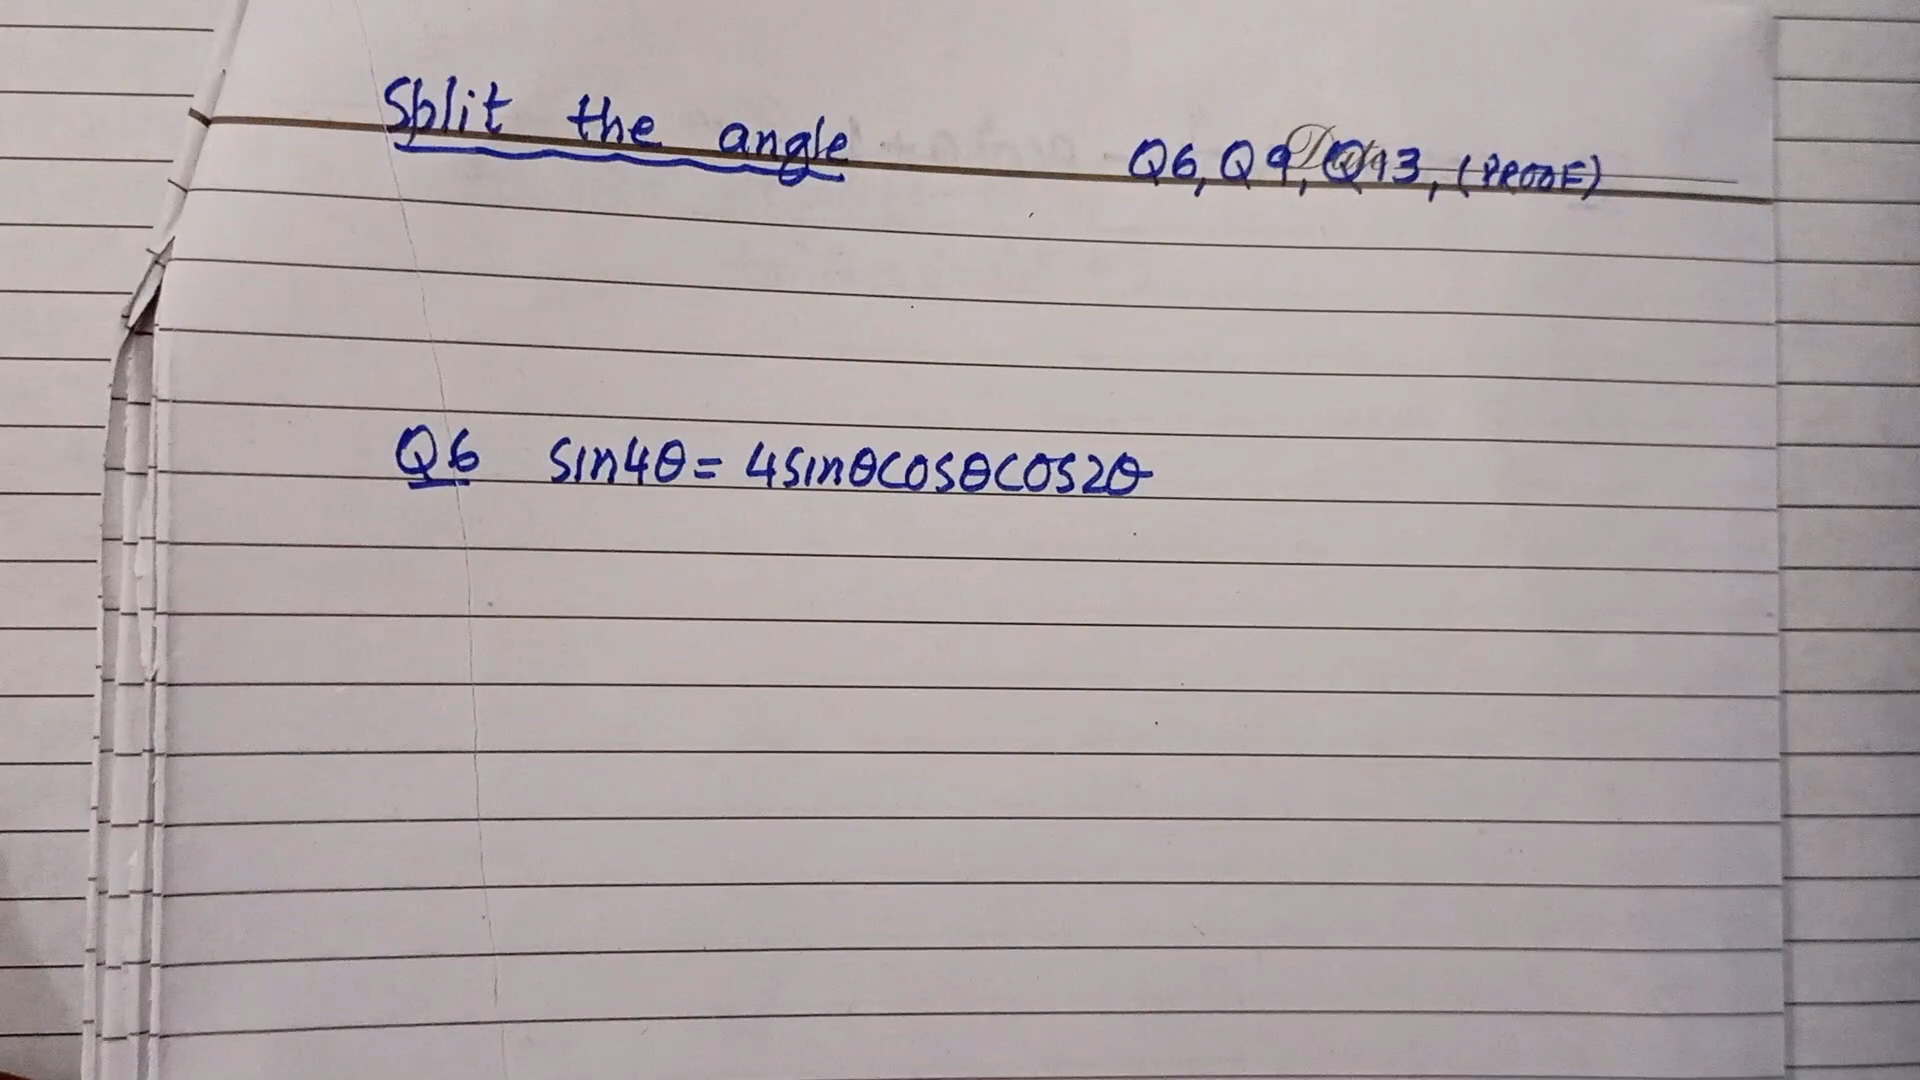 Split the angle
Q6, Q9, Q13, (PROOF)
Q6 sin4θ = 4sinθcosθcos2θ